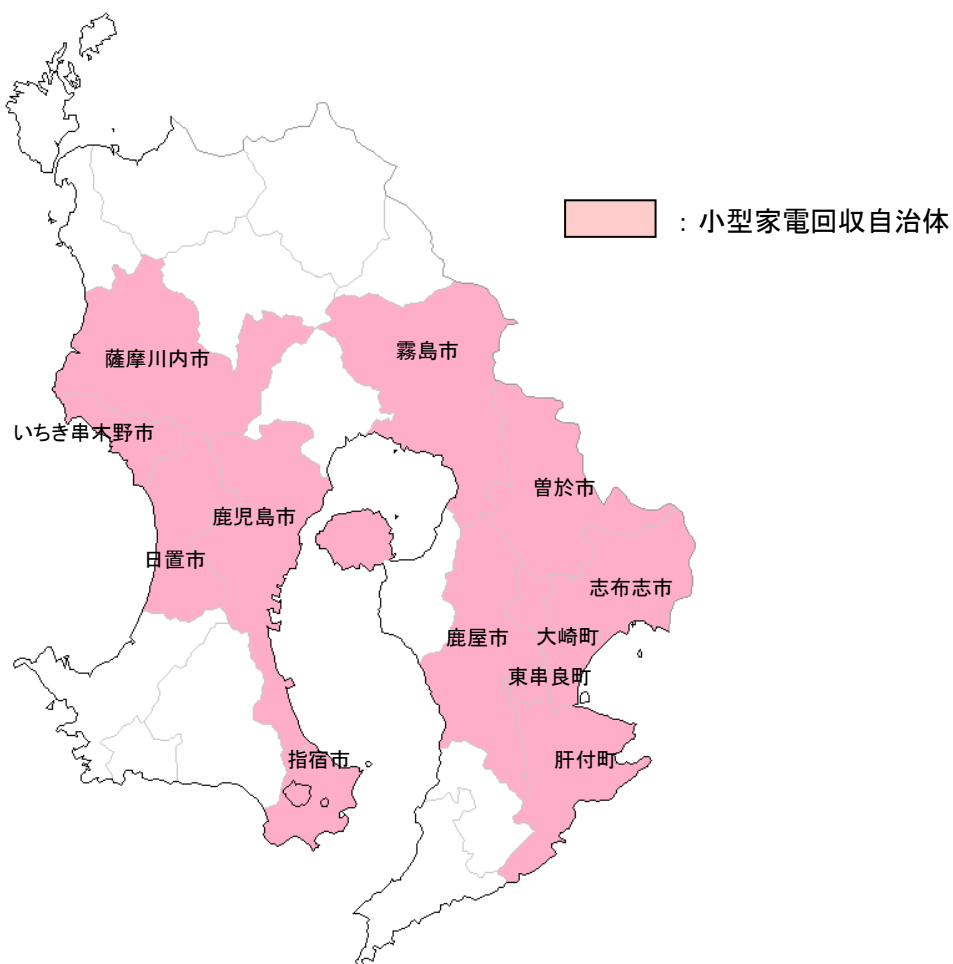 ：小型家電回収自治体
薩摩川内市
霧島市
いちき串木野市
曽於市
鹿児島市
日置市
志布志市
鹿屋市
大崎町
東串良町
指宿市
肝付町